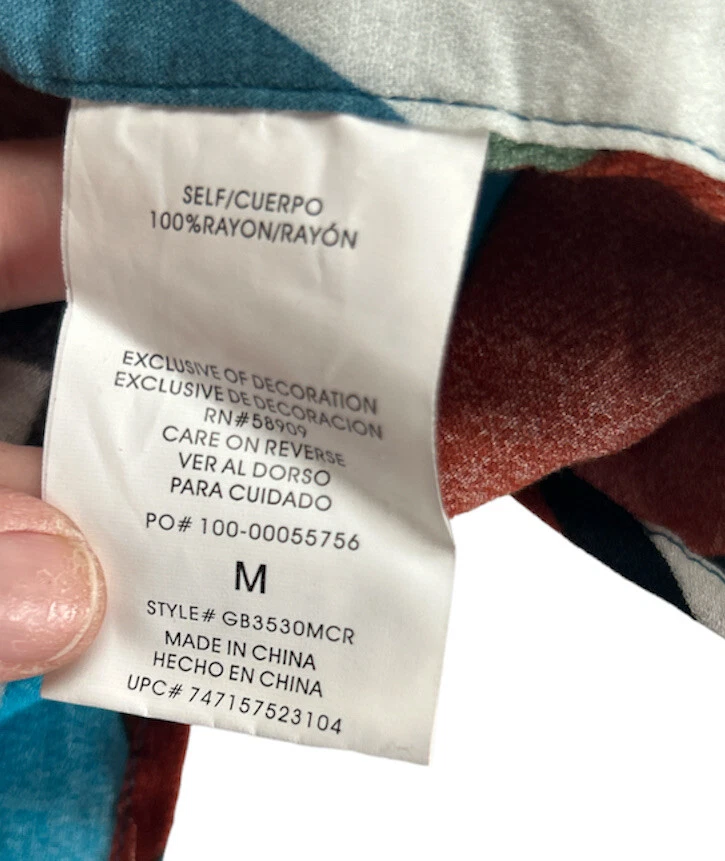 SELF/CUERPO
100%RAYON/RAYÓN
EXCLUSIVE OF DECORATION
EXCLUSIVE DE DECORACION
RN#58909
CARE ON REVERSE
VER AL DORSO
PARA CUIDADO
PO# 100-00055756
M
STYLE# GB3530MCR
MADE IN CHINA
HECHO EN CHINA
UPC# 747157523104